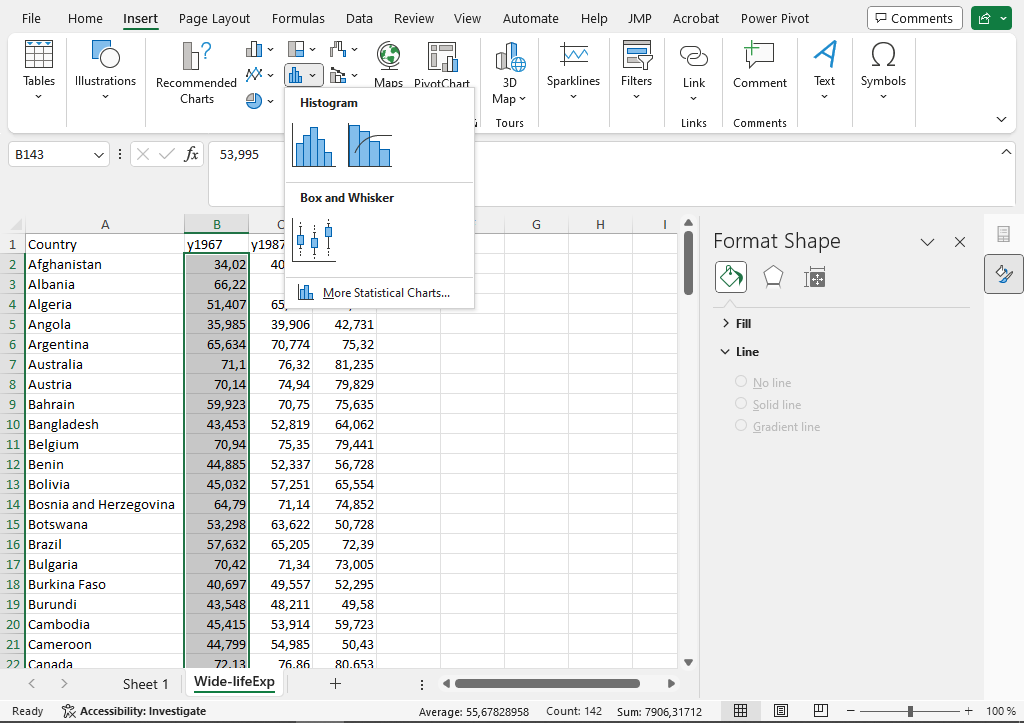 File Home Insert Page Layout Formulas Data Review View Automate Help JMP Acrobat Power Pivot Comments
Tables Illustrations Recommended Charts Maps PivotChart 3D Map Sparklines Filters Link Comment Text Symbols
Tours Links Comments
Histogram
Box and Whisker
More Statistical Charts...
B143 fx 53,995
A B C G H I
1 Country y1967 y1987
2 Afghanistan 34,02 40
3 Albania 66,22
4 Algeria 51,407 65,
5 Angola 35,985 39,906 42,731
6 Argentina 65,634 70,774 75,32
7 Australia 71,1 76,32 81,235
8 Austria 70,14 74,94 79,829
9 Bahrain 59,923 70,75 75,635
10 Bangladesh 43,453 52,819 64,062
11 Belgium 70,94 75,35 79,441
12 Benin 44,885 52,337 56,728
13 Bolivia 45,032 57,251 65,554
14 Bosnia and Herzegovina 64,79 71,14 74,852
15 Botswana 53,298 63,622 50,728
16 Brazil 57,632 65,205 72,39
17 Bulgaria 70,42 71,34 73,005
18 Burkina Faso 40,697 49,557 52,295
19 Burundi 43,548 48,211 49,58
20 Cambodia 45,415 53,914 59,723
21 Cameroon 44,799 54,985 50,43
22 Canada 72,13 76,86 80,653
Format Shape
Fill
Line
No line
Solid line
Gradient line
Sheet 1 Wide-lifeExp
Ready Accessibility: Investigate Average: 55,67828958 Count: 142 Sum: 7906,31712 100 %